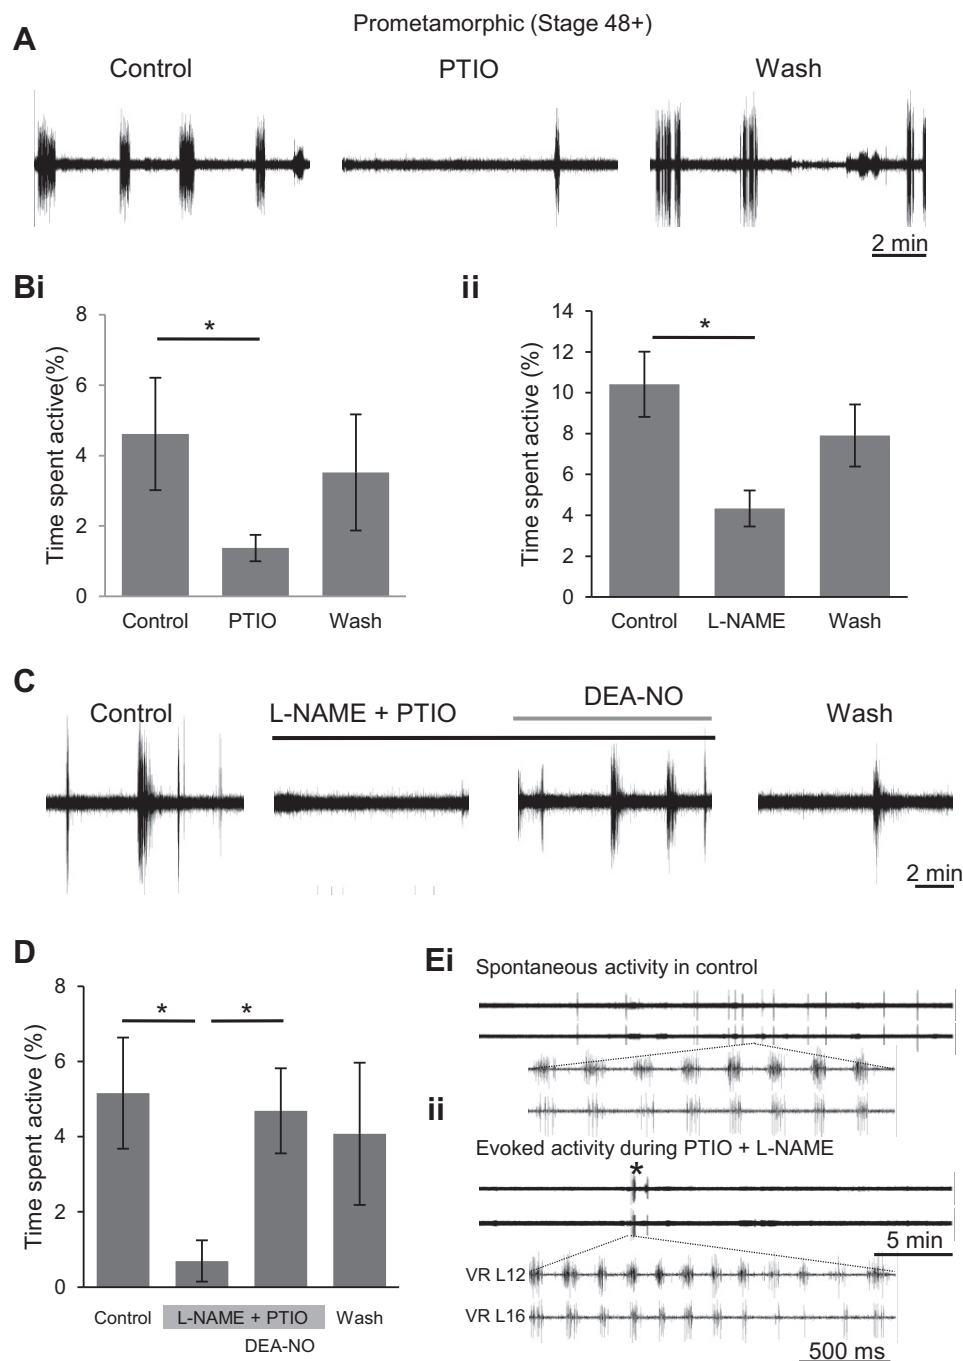 Prometamorphic (Stage 48+)
A
Control
PTIO
Wash
2 min
Bi
Time spent active(%)
8
6
4
2
0
*
Control
PTIO
Wash
ii
Time spent active (%)
14
12
10
8
6
4
2
0
*
Control
L-NAME
Wash
C
Control
L-NAME + PTIO
DEA-NO
Wash
2 min
D
Time spent active (%)
8
6
4
2
0
*
*
Control
L-NAME + PTIO
Wash
DEA-NO
Ei
Spontaneous activity in control
ii
Evoked activity during PTIO + L-NAME
*
5 min
VR L12
VR L16
500 ms